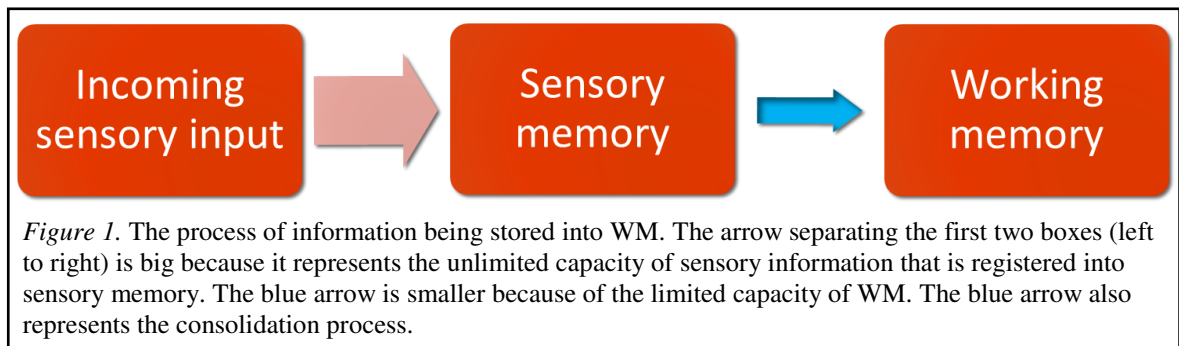 Incoming
sensory input
Sensory
memory
Working
memory
Figure 1. The process of information being stored into WM. The arrow separating the first two boxes (left
to right) is big because it represents the unlimited capacity of sensory information that is registered into
sensory memory. The blue arrow is smaller because of the limited capacity of WM. The blue arrow also
represents the consolidation process.